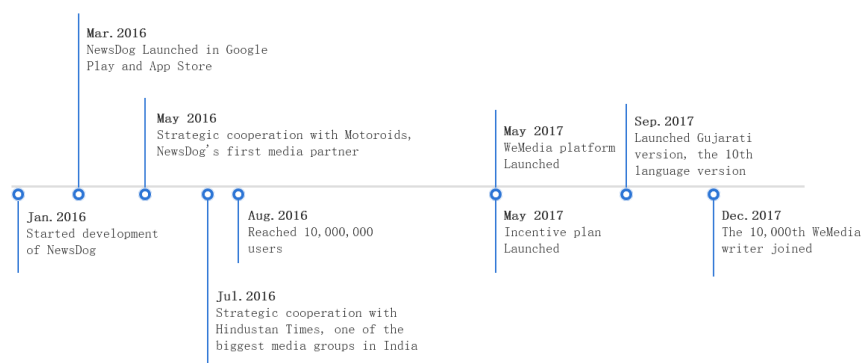 Mar.2016
NewsDog Launched in Google
Play and App Store
May 2016
Strategic cooperation with Motoroids,
NewsDog's first media partner
May 2017
WeMedia platform
Launched
Sep.2017
Launched Gujarati
version, the 10th
language version
Jan.2016
Started development
of NewsDog
Aug.2016
Reached 10,000,000
users
May 2017
Incentive plan
Launched
Dec.2017
The 10,000th WeMedia
writer joined
Jul.2016
Strategic cooperation with
Hindustan Times, one of the
biggest media groups in India